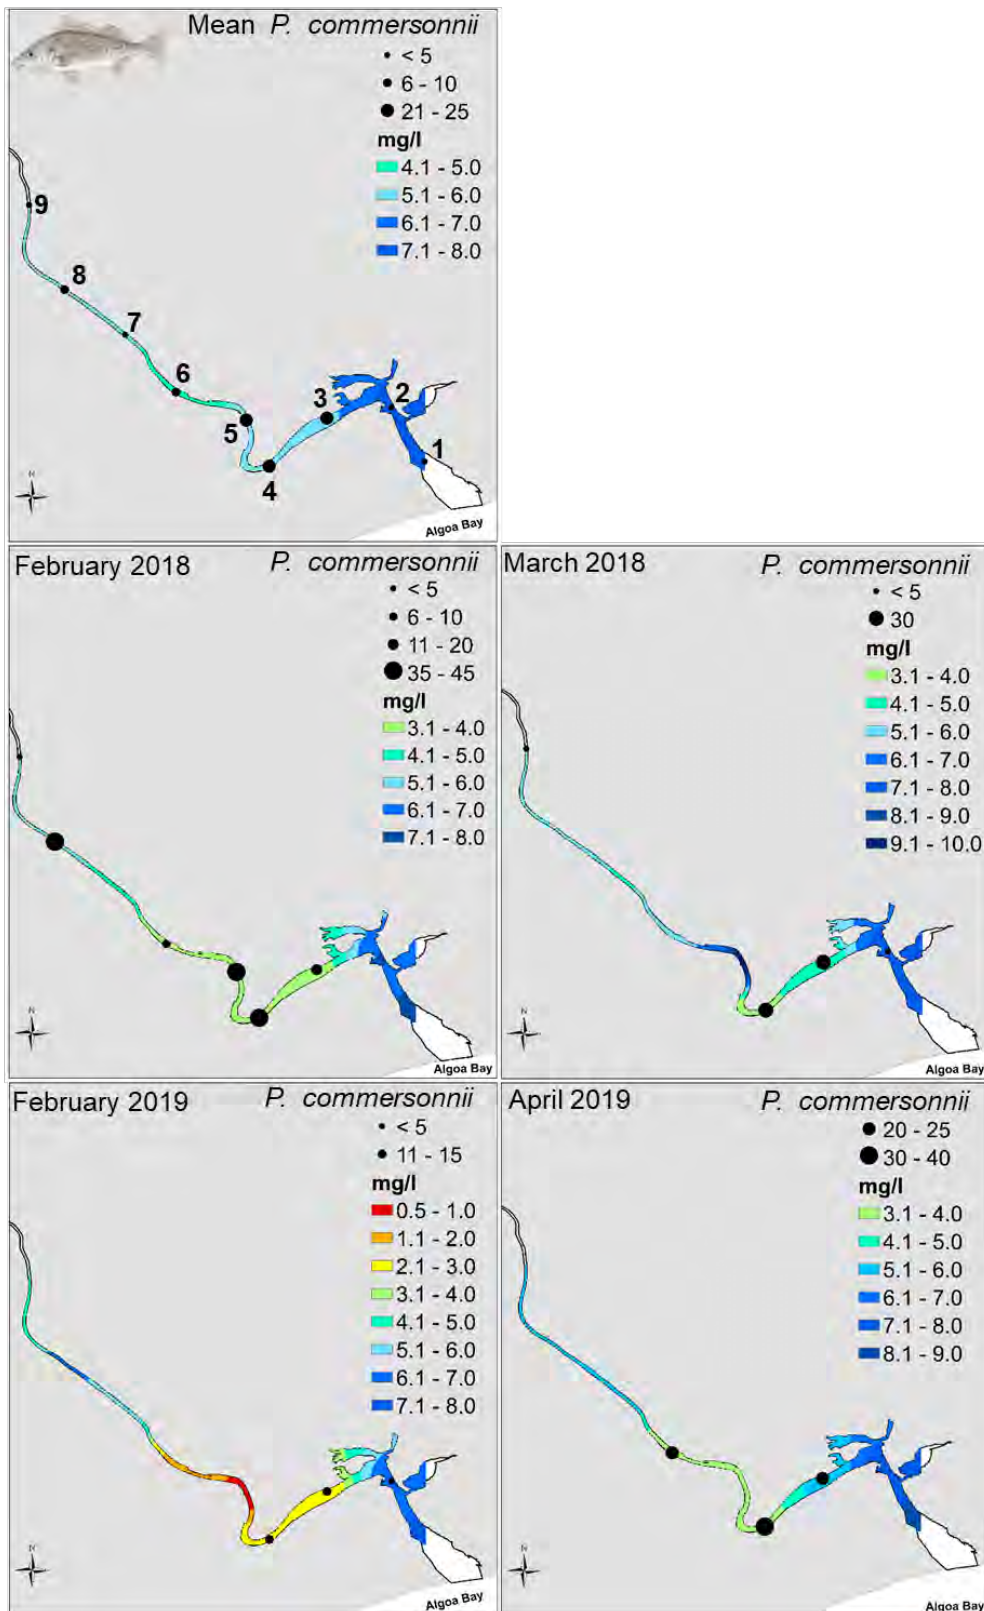 Mean P. commersonnii
< 5
6 - 10
21 - 25
mg/l
4.1 - 5.0
5.1 - 6.0
6.1 - 7.0
7.1 - 8.0
9
8
7
6
5
4
3
2
1
N
Algoa Bay
February 2018 P. commersonnii
< 5
6 - 10
11 - 20
35 - 45
mg/l
3.1 - 4.0
4.1 - 5.0
5.1 - 6.0
6.1 - 7.0
7.1 - 8.0
N
Algoa Bay
March 2018 P. commersonnii
< 5
30
mg/l
3.1 - 4.0
4.1 - 5.0
5.1 - 6.0
6.1 - 7.0
7.1 - 8.0
8.1 - 9.0
9.1 - 10.0
N
Algoa Bay
February 2019 P. commersonnii
< 5
11 - 15
mg/l
0.5 - 1.0
1.1 - 2.0
2.1 - 3.0
3.1 - 4.0
4.1 - 5.0
5.1 - 6.0
6.1 - 7.0
7.1 - 8.0
N
Algoa Bay
April 2019 P. commersonnii
20 - 25
30 - 40
mg/l
3.1 - 4.0
4.1 - 5.0
5.1 - 6.0
6.1 - 7.0
7.1 - 8.0
8.1 - 9.0
N
Algoa Bay